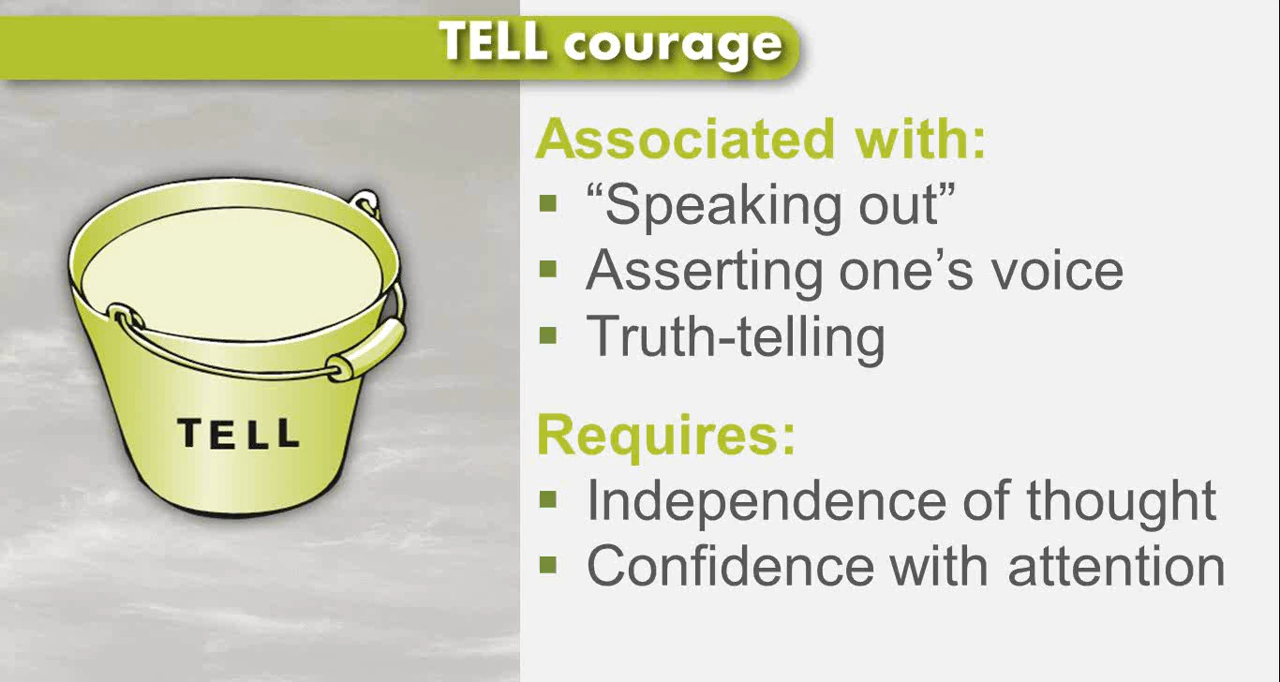 TELL courage
TELL
Associated with:
▪ “Speaking out”
▪ Asserting one’s voice
▪ Truth-telling
Requires:
▪ Independence of thought
▪ Confidence with attention